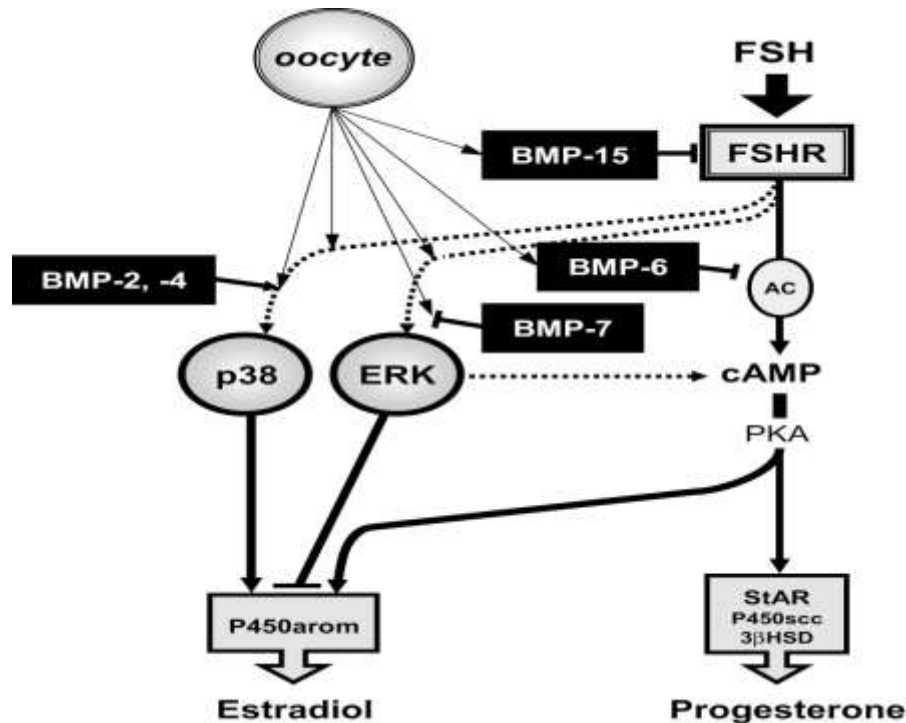 oocyte
FSH
BMP-15
FSHR
BMP-2, -4
BMP-6
AC
BMP-7
p38
ERK
cAMP
PKA
P450arom
StAR
P450scc
3βHSD
Estradiol
Progesterone